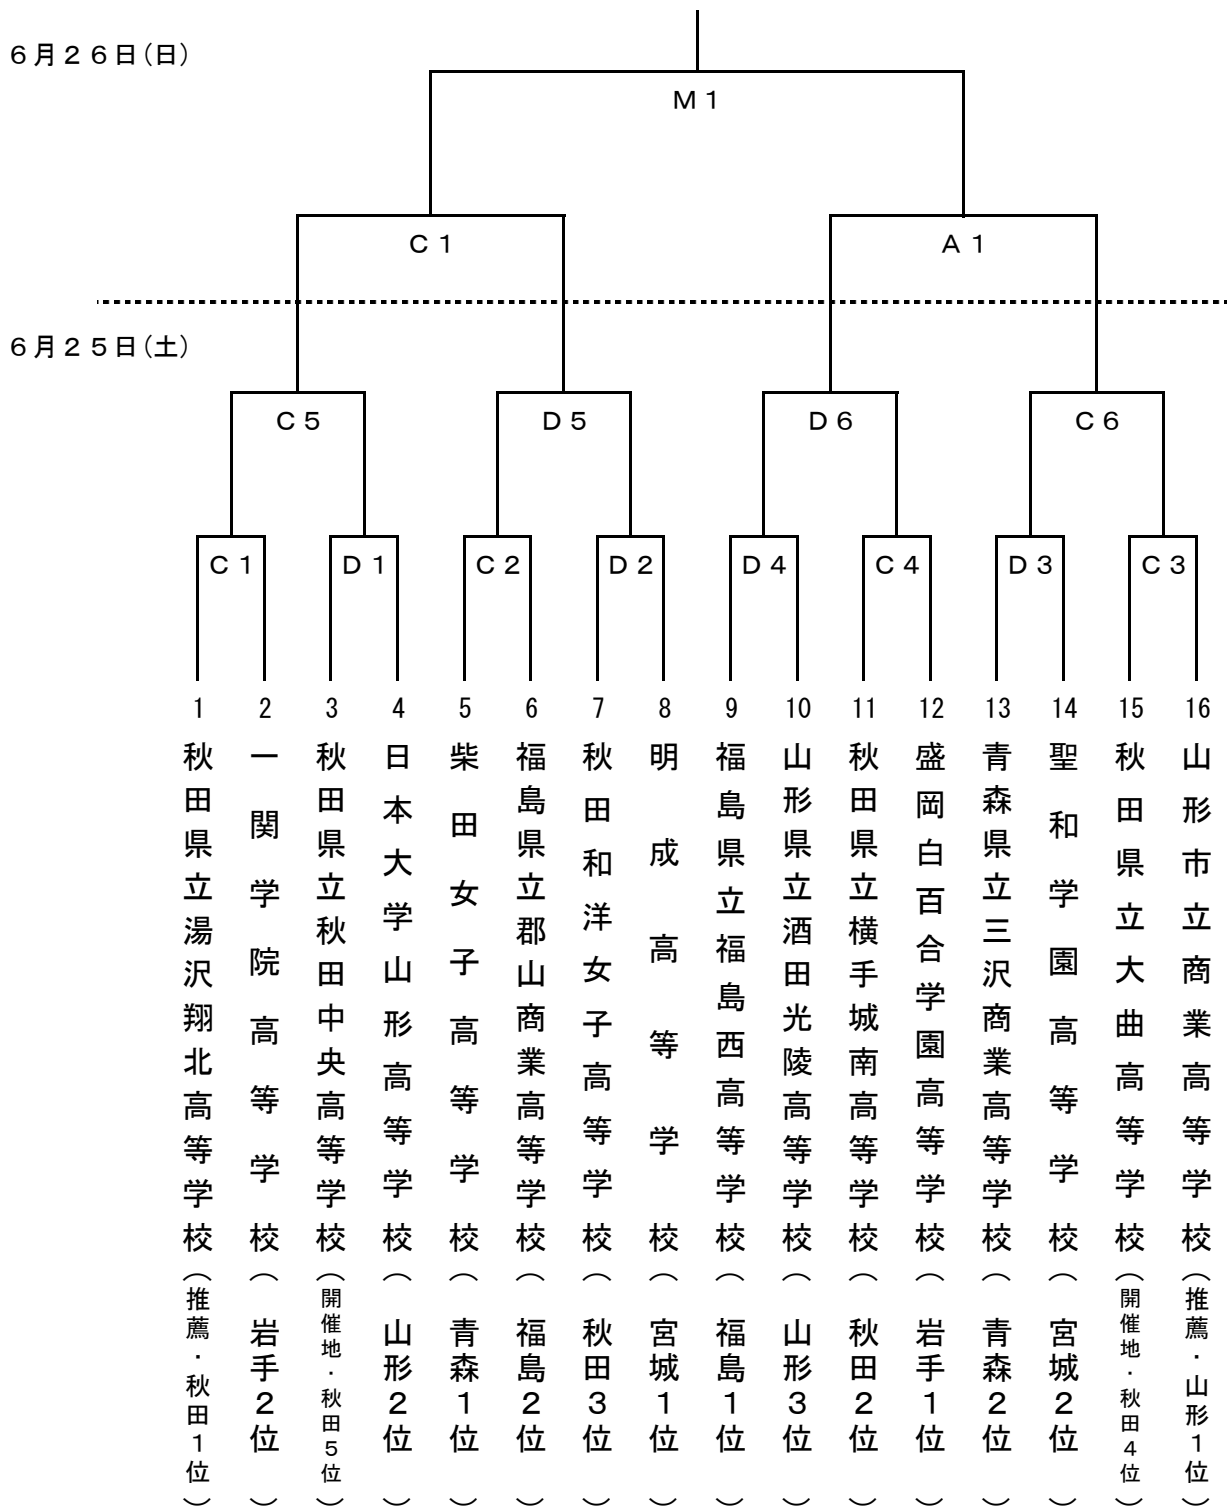 ６月２６日（日）
Ｍ１
Ｃ１
Ａ１
６月２５日（土）
Ｃ５
Ｄ５
Ｄ６
Ｃ６
Ｃ１
Ｄ１
Ｃ２
Ｄ２
Ｄ４
Ｃ４
Ｄ３
Ｃ３
1
秋田県立湯沢翔北高等学校（推薦・秋田１位）
2
一関学院高等学校（岩手２位）
3
秋田県立秋田中央高等学校（開催地・秋田５位）
4
日本大学山形高等学校（山形２位）
5
柴田女子高等学校（青森１位）
6
福島県立郡山商業高等学校（福島２位）
7
秋田和洋女子高等学校（秋田３位）
8
明成高等学校（宮城１位）
9
福島県立福島西高等学校（福島１位）
10
山形県立酒田光陵高等学校（山形３位）
11
秋田県立横手城南高等学校（秋田２位）
12
盛岡白百合学園高等学校（岩手１位）
13
青森県立三沢商業高等学校（青森２位）
14
聖和学園高等学校（宮城２位）
15
秋田県立大曲高等学校（開催地・秋田４位）
16
山形市立商業高等学校（推薦・山形１位）